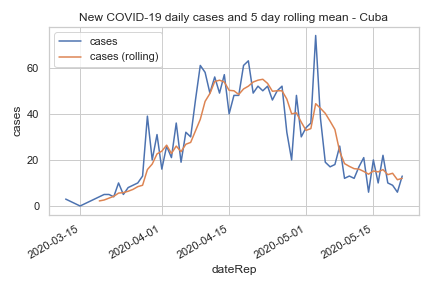 New COVID-19 daily cases and 5 day rolling mean - Cuba
cases
cases (rolling)
cases
60
40
20
0
2020-03-15
2020-04-01
2020-04-15
2020-05-01
2020-05-15
dateRep